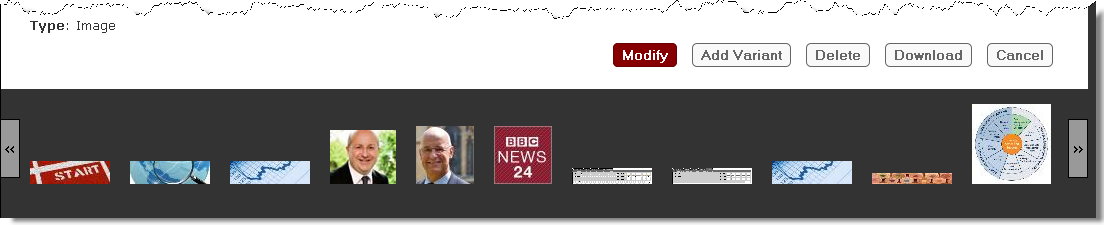 Type: Image
Modify Add Variant Delete Download Cancel
« »
START
BBC
NEWS
24